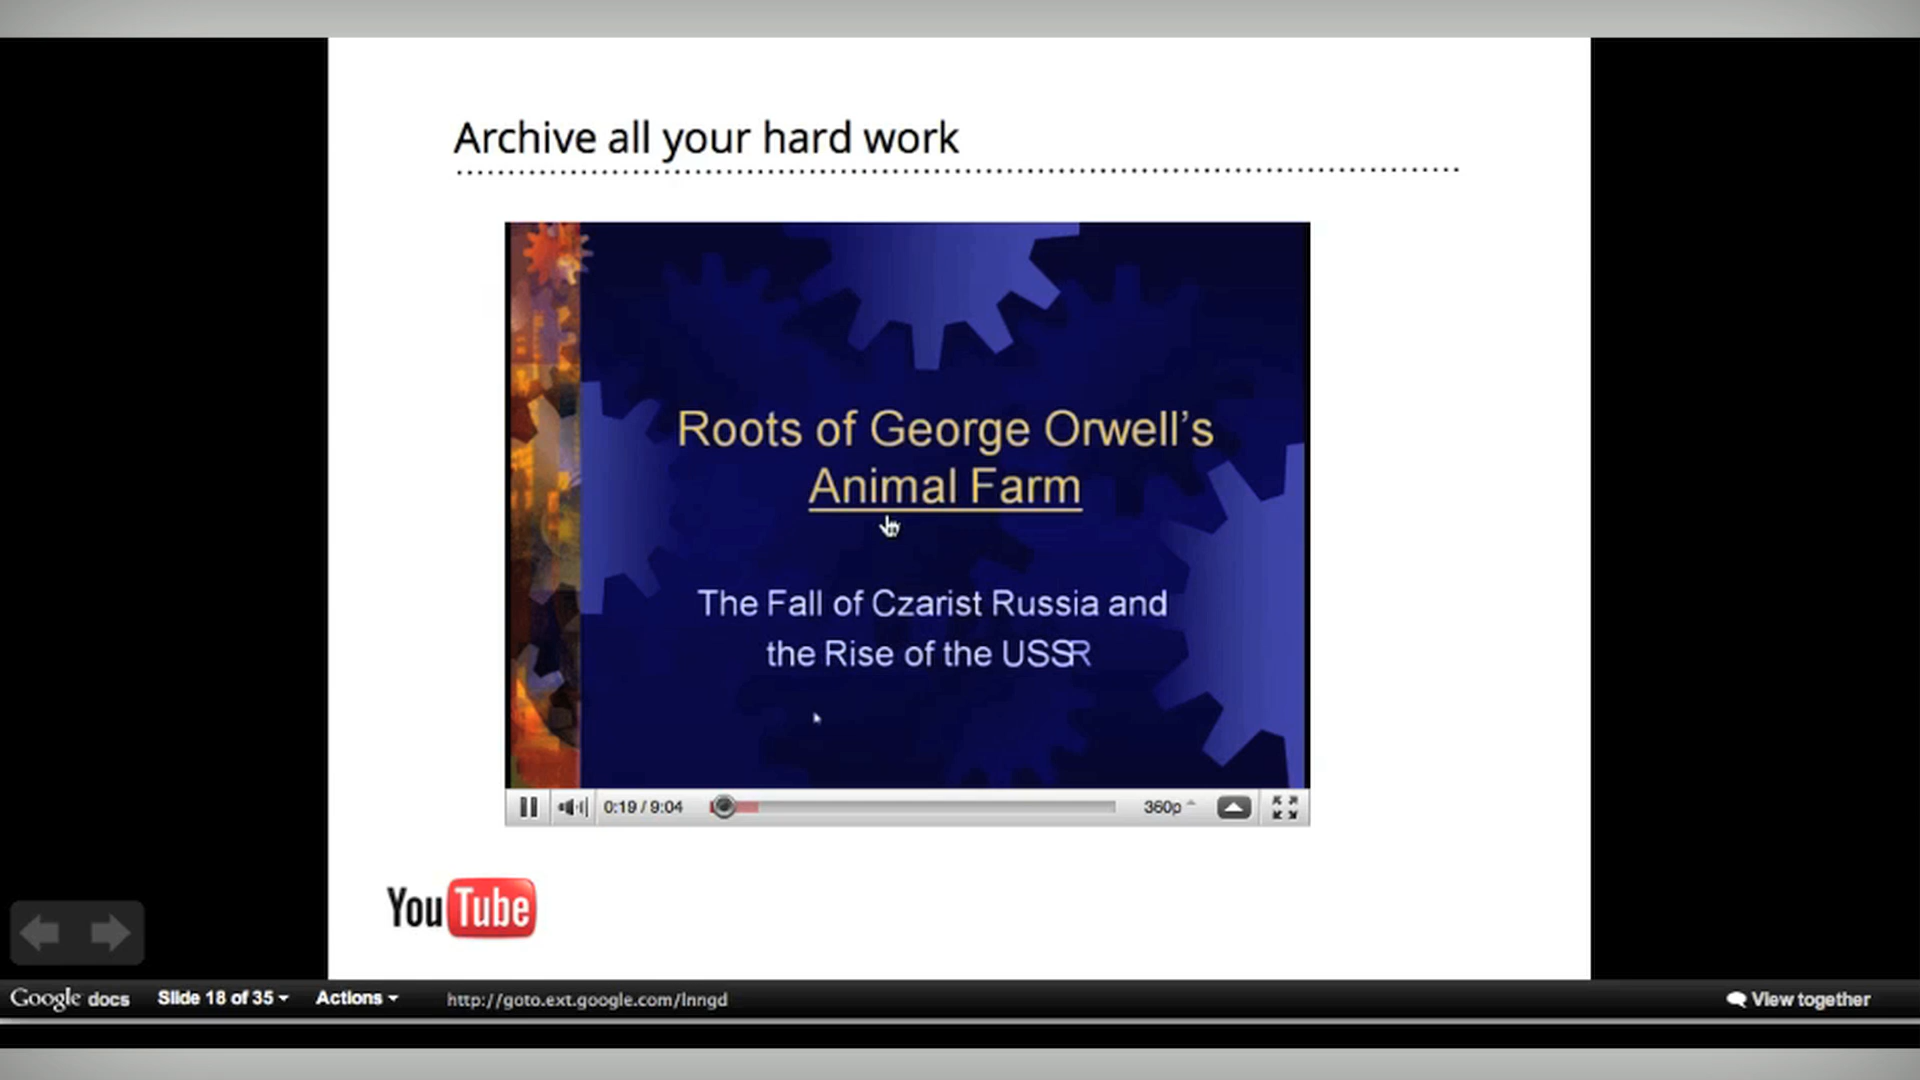 Archive all your hard work
Roots of George Orwell's
Animal Farm
The Fall of Czarist Russia and
the Rise of the USSR
0:19 / 9:04
360p
YouTube
Google docs
Slide 18 of 35
Actions
http://goto.ext.google.com/lnngd
View together